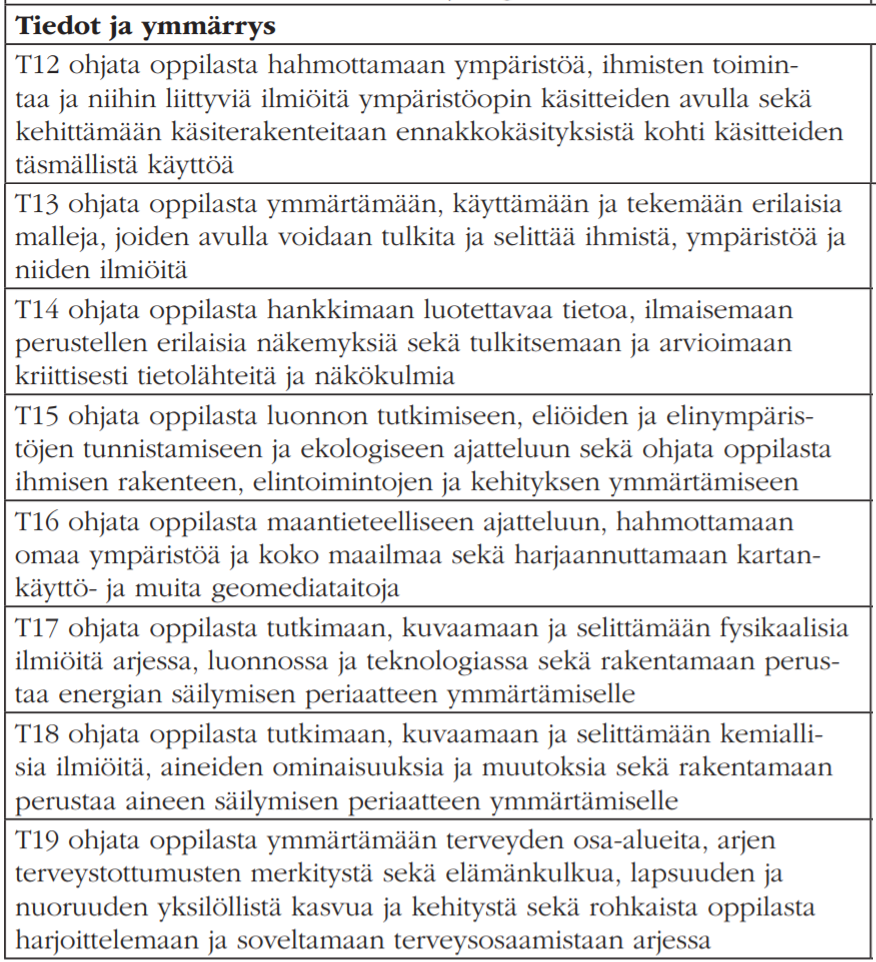 Tiedot ja ymmärrys
T12 ohjata oppilasta hahmottamaan ympäristöä, ihmisten toimin-
taa ja niihin liittyviä ilmiöitä ympäristöopin käsitteiden avulla sekä
kehittämään käsiterakenteitaan ennakkokäsityksistä kohti käsitteiden
täsmällistä käyttöä
T13 ohjata oppilasta ymmärtämään, käyttämään ja tekemään erilaisia
malleja, joiden avulla voidaan tulkita ja selittää ihmistä, ympäristöä ja
niiden ilmiöitä
T14 ohjata oppilasta hankkimaan luotettavaa tietoa, ilmaisemaan
perustellen erilaisia näkemyksiä sekä tulkitsemaan ja arvioimaan
kriittisesti tietolähteitä ja näkökulmia
T15 ohjata oppilasta luonnon tutkimiseen, eliöiden ja elinympäris-
töjen tunnistamiseen ja ekologiseen ajatteluun sekä ohjata oppilasta
ihmisen rakenteen, elintoimintojen ja kehityksen ymmärtämiseen
T16 ohjata oppilasta maantieteelliseen ajatteluun, hahmottamaan
omaa ympäristöä ja koko maailmaa sekä harjaannuttamaan kartan-
käyttö- ja muita geomediataitoja
T17 ohjata oppilasta tutkimaan, kuvaamaan ja selittämään fysikaalisia
ilmiöitä arjessa, luonnossa ja teknologiassa sekä rakentamaan perus-
taa energian säilymisen periaatteen ymmärtämiselle
T18 ohjata oppilasta tutkimaan, kuvaamaan ja selittämään kemialli-
sia ilmiöitä, aineiden ominaisuuksia ja muutoksia sekä rakentamaan
perustaa aineen säilymisen periaatteen ymmärtämiselle
T19 ohjata oppilasta ymmärtämään terveyden osa-alueita, arjen
terveystottumusten merkitystä sekä elämänkulkua, lapsuuden ja
nuoruuden yksilöllistä kasvua ja kehitystä sekä rohkaista oppilasta
harjoittelemaan ja soveltamaan terveysosaamistaan arjessa